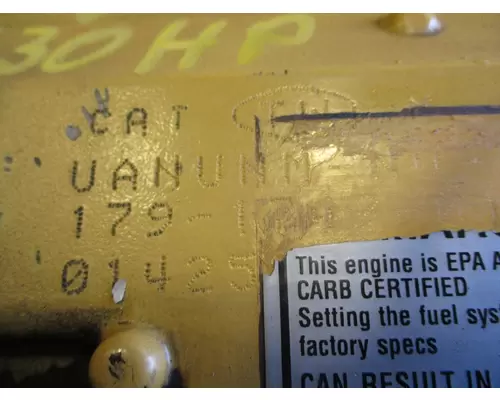 30HP
CAT
VANUNM-
179-
01425
This engine is EPA A
CARB CERTIFIED
Setting the fuel sys
factory specs
CAN RESULT IN